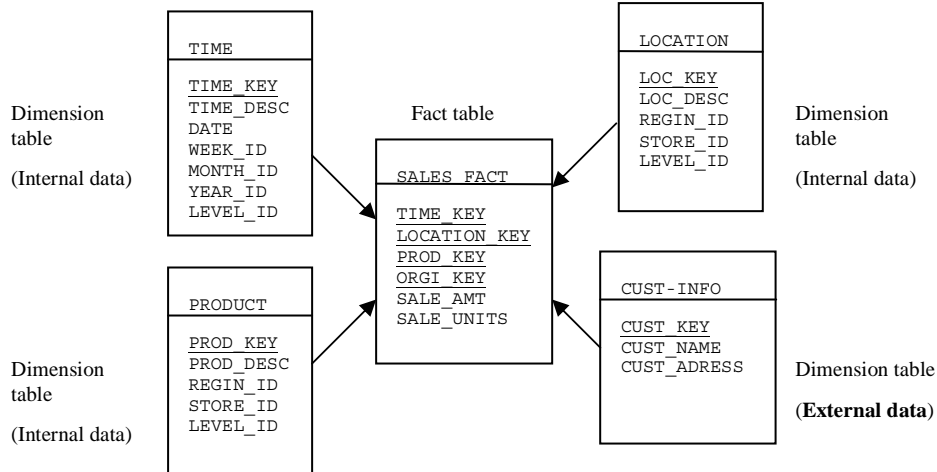 TIME
TIME_KEY
TIME_DESC
DATE
WEEK_ID
MONTH_ID
YEAR_ID
LEVEL_ID
Dimension
table
(Internal data)
Fact table
SALES_FACT
TIME_KEY
LOCATION_KEY
PROD_KEY
ORGI_KEY
SALE_AMT
SALE_UNITS
LOCATION
LOC_KEY
LOC_DESC
REGIN_ID
STORE_ID
LEVEL_ID
Dimension
table
(Internal data)
PRODUCT
PROD_KEY
PROD_DESC
REGIN_ID
STORE_ID
LEVEL_ID
Dimension
table
(Internal data)
CUST-INFO
CUST_KEY
CUST_NAME
CUST_ADRESS
Dimension table
(External data)